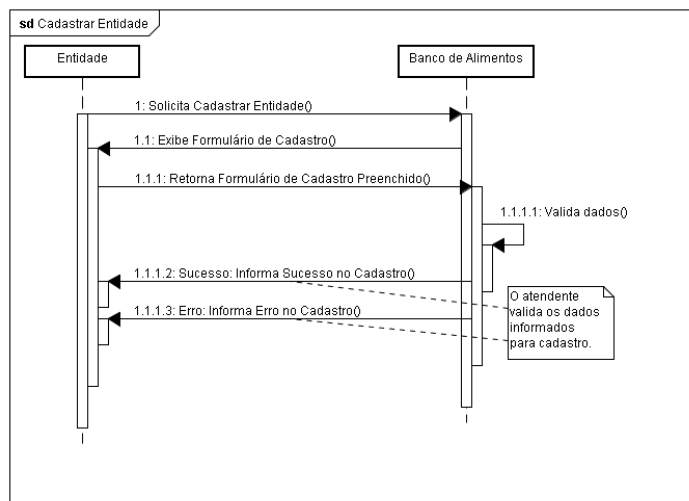 sd Cadastrar Entidade
Entidade
Banco de Alimentos
1: Solicita Cadastrar Entidade()
1.1: Exibe Formulário de Cadastro()
1.1.1: Retorna Formulário de Cadastro Preenchido()
1.1.1.1: Valida dados()
1.1.1.2: Sucesso: Informa Sucesso no Cadastro()
1.1.1.3: Erro: Informa Erro no Cadastro()
O atendente
valida os dados
informados
para cadastro.